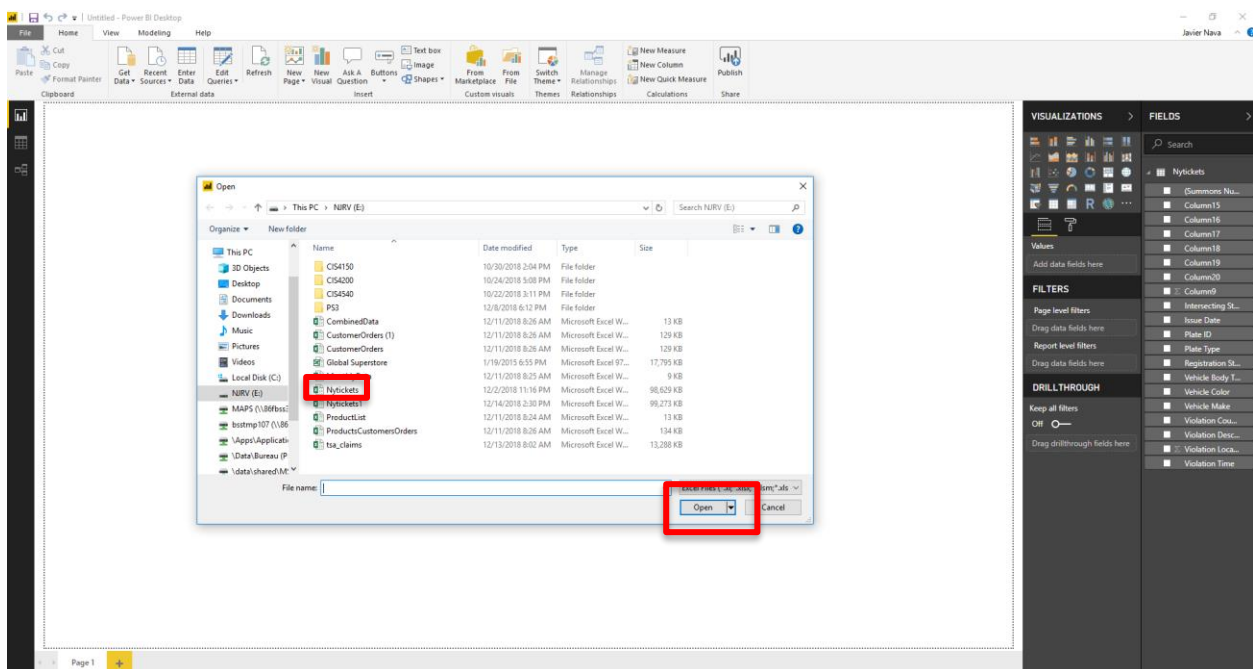 Untitled - Power BI Desktop
File Home View Modeling Help Javier Nava
Paste
Cut
Copy
Format Painter
Clipboard
Get Data
Recent Sources
Enter Data
Edit Queries
Refresh
External data
New Page
New Visual
Ask A Question
Buttons
Text box
Image
Shapes
Insert
From Marketplace
From File
Custom visuals
Switch Theme
Themes
Manage Relationships
Relationships
New Measure
New Column
New Quick Measure
Calculations
Publish
Share
Open
This PC > NJRV (E:)
Search NJRV (E:)
Organize New folder
This PC
3D Objects
Desktop
Documents
Downloads
Music
Pictures
Videos
Local Disk (C:)
NJRV (E:)
MAPS (\\86fbss
bsstmp107 (\\86
\Apps\Applicati
\Data\Bureau (P
\data\shared\M
Name Date modified Type Size
CIS4150 10/30/2018 2:04 PM File folder
CIS4200 10/24/2018 5:08 PM File folder
CIS4540 10/22/2018 3:11 PM File folder
PS3 12/8/2018 6:12 PM File folder
CombinedData 12/11/2018 8:26 AM Microsoft Excel W... 13 KB
CustomerOrders (1) 12/11/2018 8:26 AM Microsoft Excel W... 129 KB
CustomerOrders 12/11/2018 8:26 AM Microsoft Excel W... 129 KB
Global Superstore 1/19/2015 6:55 PM Microsoft Excel 97... 17,795 KB
12/11/2018 8:25 AM Microsoft Excel W... 9 KB
Nytickets 12/2/2018 11:16 PM Microsoft Excel W... 98,629 KB
Nytickets1 12/14/2018 2:30 PM Microsoft Excel W... 99,273 KB
ProductList 12/11/2018 8:24 AM Microsoft Excel W... 13 KB
ProductsCustomersOrders 12/11/2018 8:26 AM Microsoft Excel W... 134 KB
tsa_claims 12/13/2018 8:02 AM Microsoft Excel W... 13,288 KB
File name:
Open Cancel
VISUALIZATIONS
R
Values
Add data fields here
FILTERS
Page level filters
Drag data fields here
Report level filters
Drag data fields here
DRILLTHROUGH
Keep all filters
Off
Drag drillthrough fields here
FIELDS
Search
Nytickets
(Summons Nu...
Column15
Column16
Column17
Column18
Column19
Column20
Σ Column9
Intersecting St...
Issue Date
Plate ID
Plate Type
Registration St...
Vehicle Body T...
Vehicle Color
Vehicle Make
Violation Cou...
Violation Desc...
Σ Violation Loca...
Violation Time
Page 1